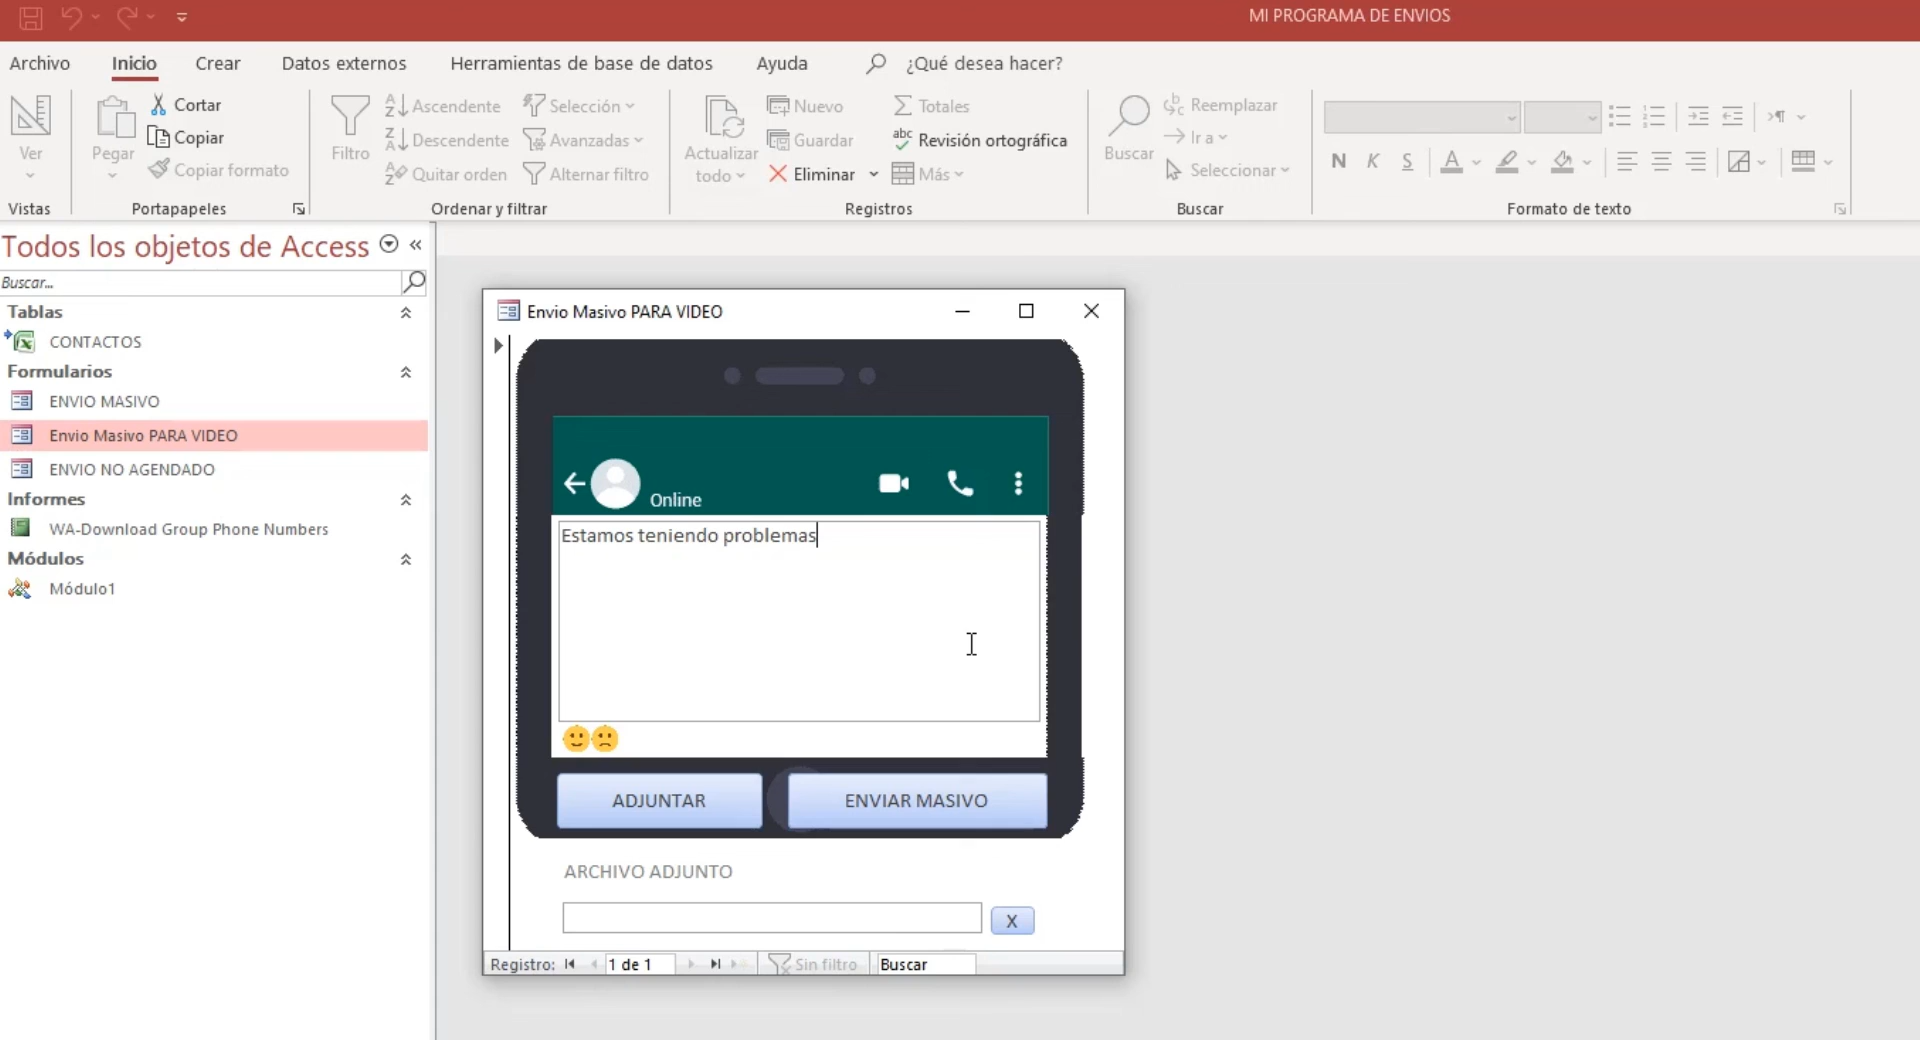 MI PROGRAMA DE ENVIOS
Archivo Inicio Crear Datos externos Herramientas de base de datos Ayuda ¿Qué desea hacer?
Ver
Pegar
Cortar
Copiar
Copiar formato
Filtro
Ascendente
Descendente
Quitar orden
Selección
Avanzadas
Alternar filtro
Actualizar
todo
Nuevo
Guardar
Eliminar
Totales
Revisión ortográfica
Más
Buscar
Reemplazar
Ir a
Seleccionar
N K S
Vistas Portapapeles Ordenar y filtrar Registros Buscar Formato de texto
Todos los objetos de Access
Buscar...
Tablas
CONTACTOS
Formularios
ENVIO MASIVO
Envio Masivo PARA VIDEO
ENVIO NO AGENDADO
Informes
WA-Download Group Phone Numbers
Módulos
Módulo1
Envio Masivo PARA VIDEO
Online
Estamos teniendo problemas
ADJUNTAR ENVIAR MASIVO
ARCHIVO ADJUNTO
X
Registro: 1 de 1 Sin filtro Buscar